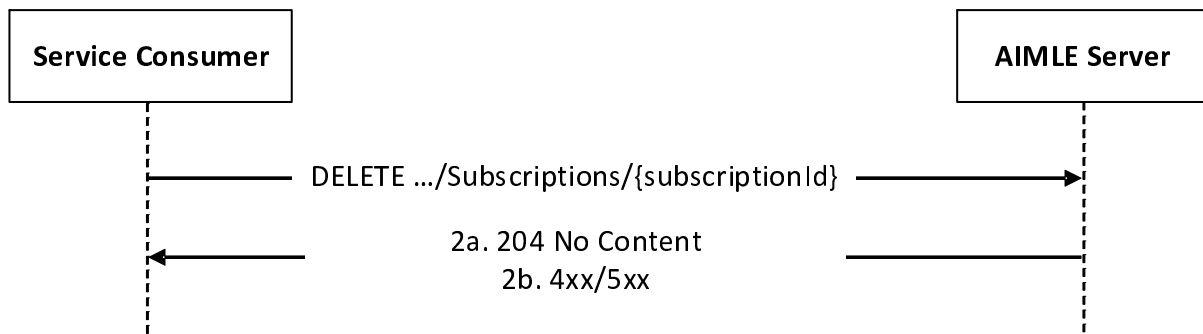 Service Consumer
AIMLE Server
DELETE …/Subscriptions/{subscriptionId}
2a. 204 No Content
2b. 4xx/5xx